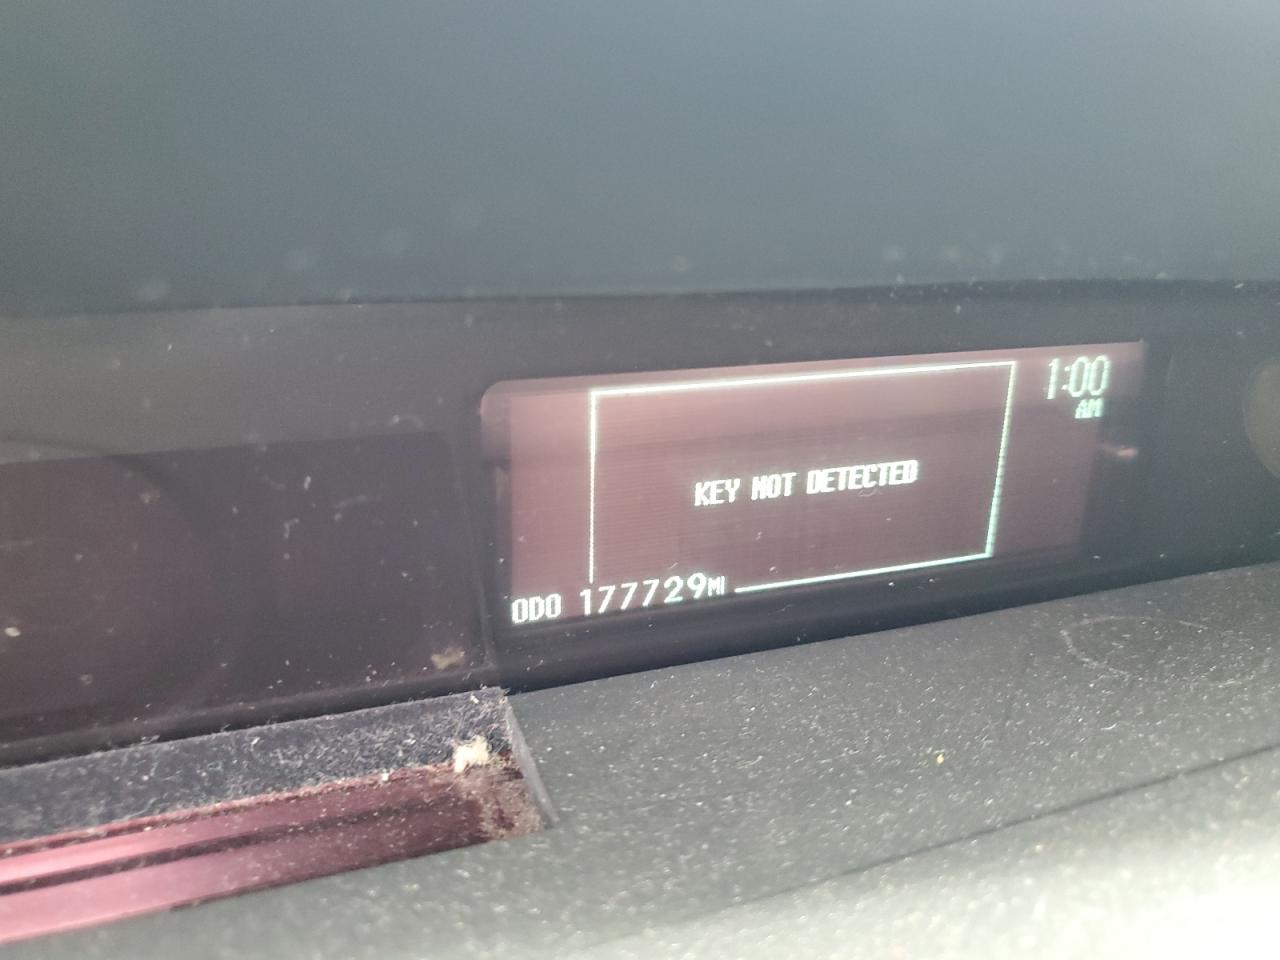 1:00
AM
KEY NOT DETECTED
ODO 177729MI